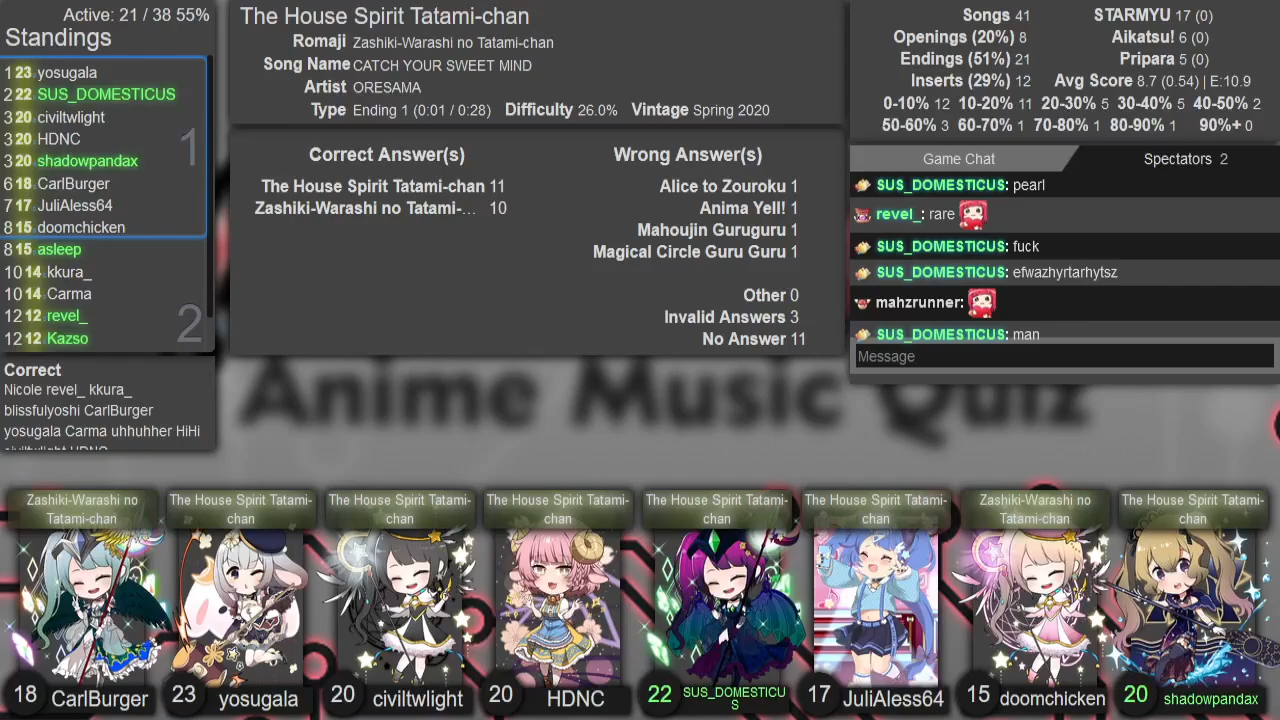 Active: 21 / 38 55%
Standings
1 23 yosugala
2 22 SUS_DOMESTICUS
3 20 civiltwlight
3 20 HDNC
3 20 shadowpandax
6 18 CarlBurger
7 17 JuliAless64
8 15 doomchicken
1
8 15 asleep
10 14 kkura_
10 14 Carma
12 12 revel_
12 12 Kazso
2
Correct
Nicole revel_ kkura_
blissfulyoshi CarlBurger
yosugala Carma uhhuhher HiHi
civiltwlight HDNC
The House Spirit Tatami-chan
Romaji Zashiki-Warashi no Tatami-chan
Song Name CATCH YOUR SWEET MIND
Artist ORESAMA
Type Ending 1 (0:01 / 0:28) Difficulty 26.0% Vintage Spring 2020
Correct Answer(s)
The House Spirit Tatami-chan 11
Zashiki-Warashi no Tatami-... 10
Wrong Answer(s)
Alice to Zouroku 1
Anima Yell! 1
Mahoujin Guruguru 1
Magical Circle Guru Guru 1
Other 0
Invalid Answers 3
No Answer 11
Songs 41 STARMYU 17 (0)
Openings (20%) 8 Aikatsu! 6 (0)
Endings (51%) 21 Pripara 5 (0)
Inserts (29%) 12 Avg Score 8.7 (0.54) | E:10.9
0-10% 12 10-20% 11 20-30% 5 30-40% 5 40-50% 2
50-60% 3 60-70% 1 70-80% 1 80-90% 1 90%+ 0
Game Chat Spectators 2
SUS_DOMESTICUS: pearl
revel_: rare
SUS_DOMESTICUS: fuck
SUS_DOMESTICUS: efwazhyrtarhytsz
mahzrunner:
SUS_DOMESTICUS: man
Message
Anime Music Quiz
Zashiki-Warashi no
Tatami-chan
18 CarlBurger
The House Spirit Tatami-
chan
23 yosugala
The House Spirit Tatami-
chan
20 civiltwlight
The House Spirit Tatami-
chan
20 HDNC
The House Spirit Tatami-
chan
22 SUS_DOMESTICU
S
The House Spirit Tatami-
chan
17 JuliAless64
Zashiki-Warashi no
Tatami-chan
15 doomchicken
The House Spirit Tatami-
chan
20 shadowpandax